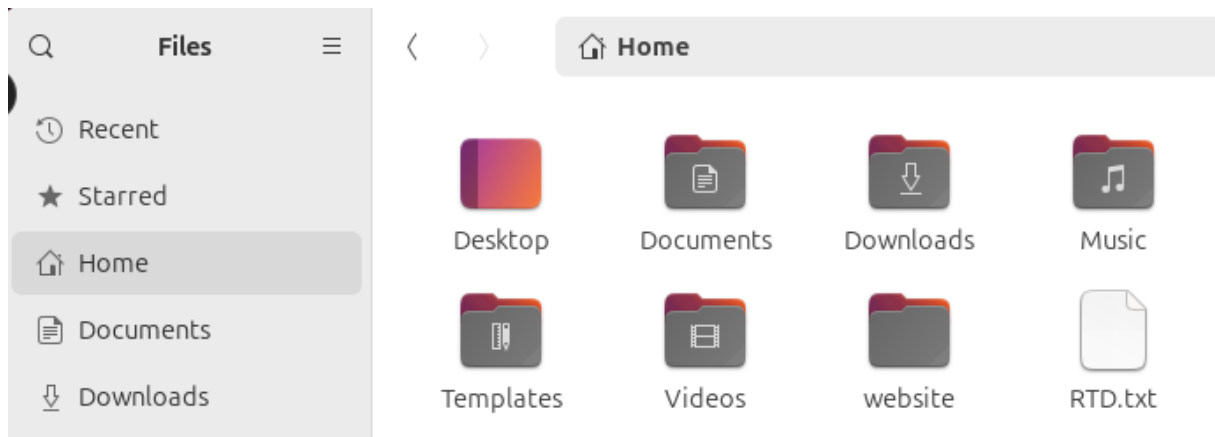 Files
Recent
Starred
Home
Documents
Downloads
Home
Desktop Documents Downloads Music
Templates Videos website RTD.txt